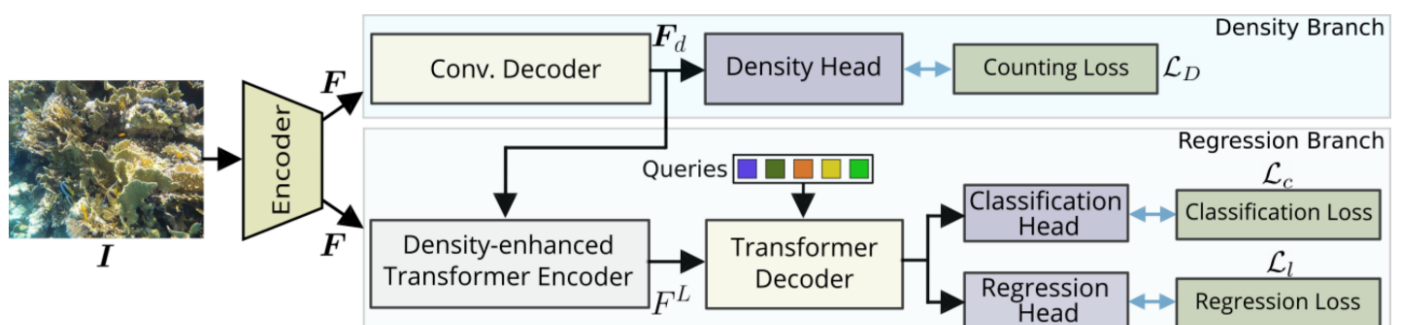 Density Branch
F_d
Conv. Decoder
Density Head
Counting Loss
ℒ_D
F
Encoder
I
F
Regression Branch
Queries
Density-enhanced
Transformer Encoder
F^L
Transformer
Decoder
Classification
Head
ℒ_c
Classification Loss
Regression
Head
ℒ_l
Regression Loss